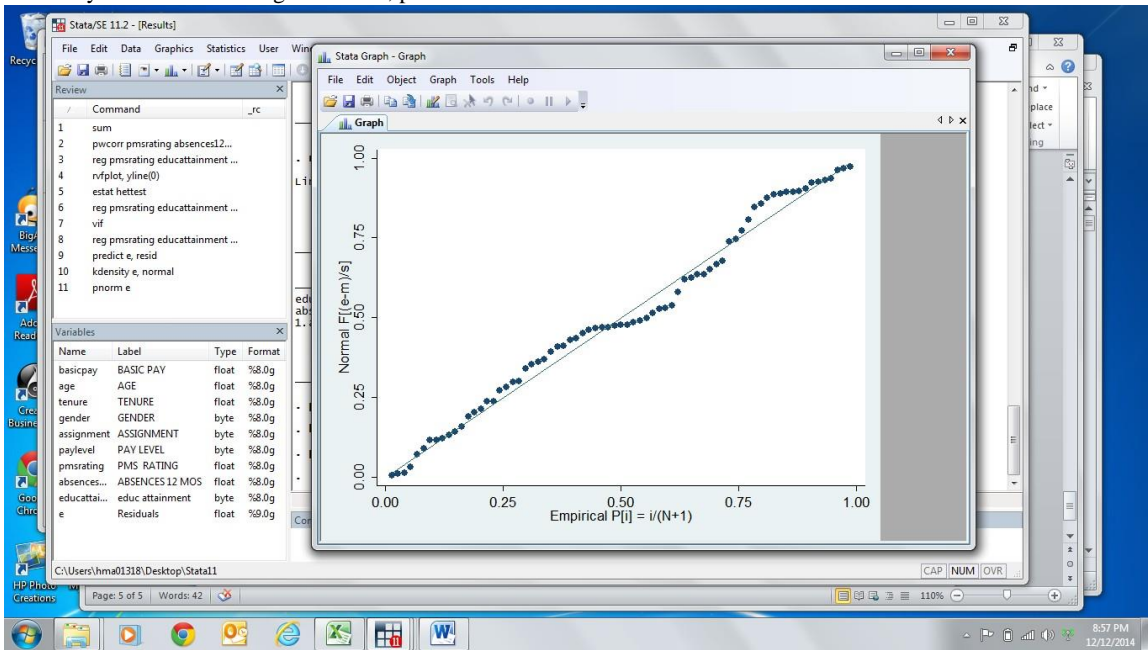 Stata/SE 11.2 - [Results]
File Edit Data Graphics Statistics User
Review
Command _rc
1 sum
2 pwcorr pmsrating absences12...
3 reg pmsrating educattainment ...
4 rvfplot, yline(0)
5 estat hettest
6 reg pmsrating educattainment ...
7 vif
8 reg pmsrating educattainment ...
9 predict e, resid
10 kdensity e, normal
11 pnorm e
Variables
Name Label Type Format
basicpay BASIC PAY float %8.0g
age AGE float %8.0g
tenure TENURE float %8.0g
gender GENDER byte %8.0g
assignment ASSIGNMENT byte %8.0g
paylevel PAY LEVEL byte %8.0g
pmsrating PMS RATING float %8.0g
absences... ABSENCES 12 MOS float %8.0g
educattai... educ attainment byte %8.0g
e Residuals float %9.0g
Stata Graph - Graph
File Edit Object Graph Tools Help
Graph
1.00
0.75
0.50
0.25
0.00
Normal F[(e-m)/s]
0.00 0.25 0.50 0.75 1.00
Empirical P[i] = i/(N+1)
C:\Users\hma01318\Desktop\Stata11
CAP NUM OVR
Page: 5 of 5 Words: 42
110%
HP Photo
Creations
8:57 PM
12/12/2014